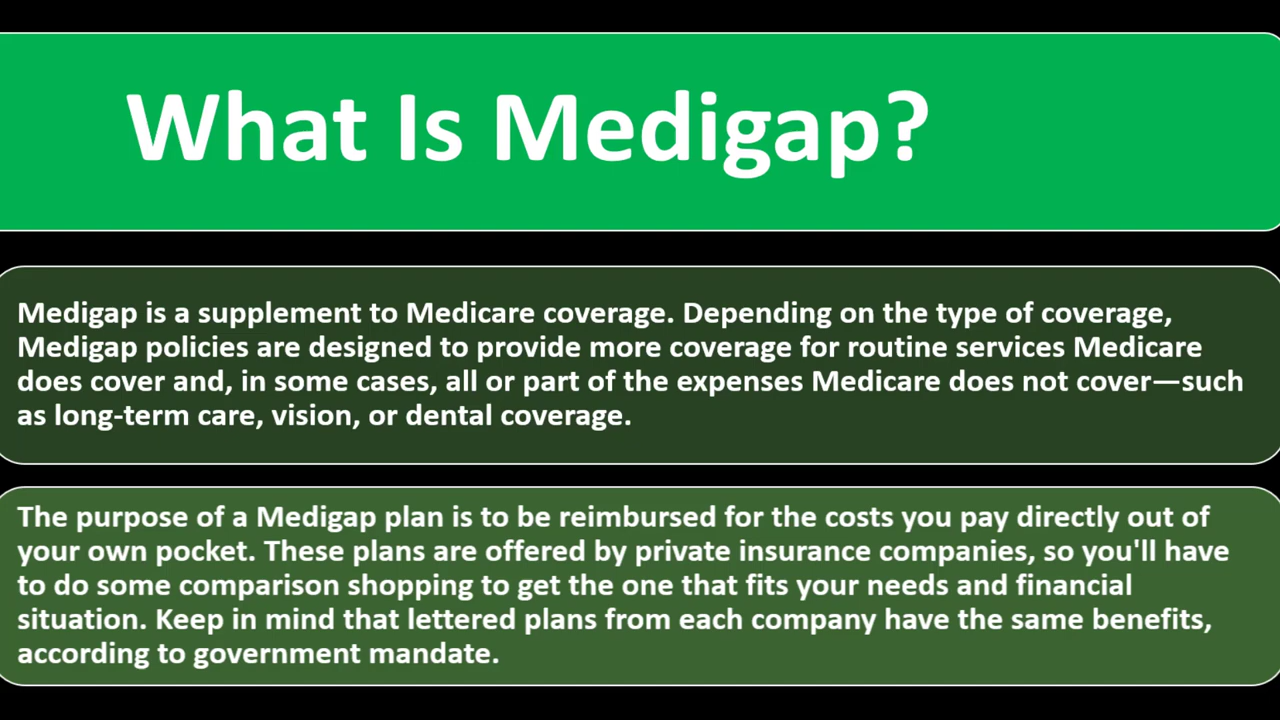 What Is Medigap?
Medigap is a supplement to Medicare coverage. Depending on the type of coverage,
Medigap policies are designed to provide more coverage for routine services Medicare
does cover and, in some cases, all or part of the expenses Medicare does not cover—such
as long-term care, vision, or dental coverage.
The purpose of a Medigap plan is to be reimbursed for the costs you pay directly out of
your own pocket. These plans are offered by private insurance companies, so you'll have
to do some comparison shopping to get the one that fits your needs and financial
situation. Keep in mind that lettered plans from each company have the same benefits,
according to government mandate.